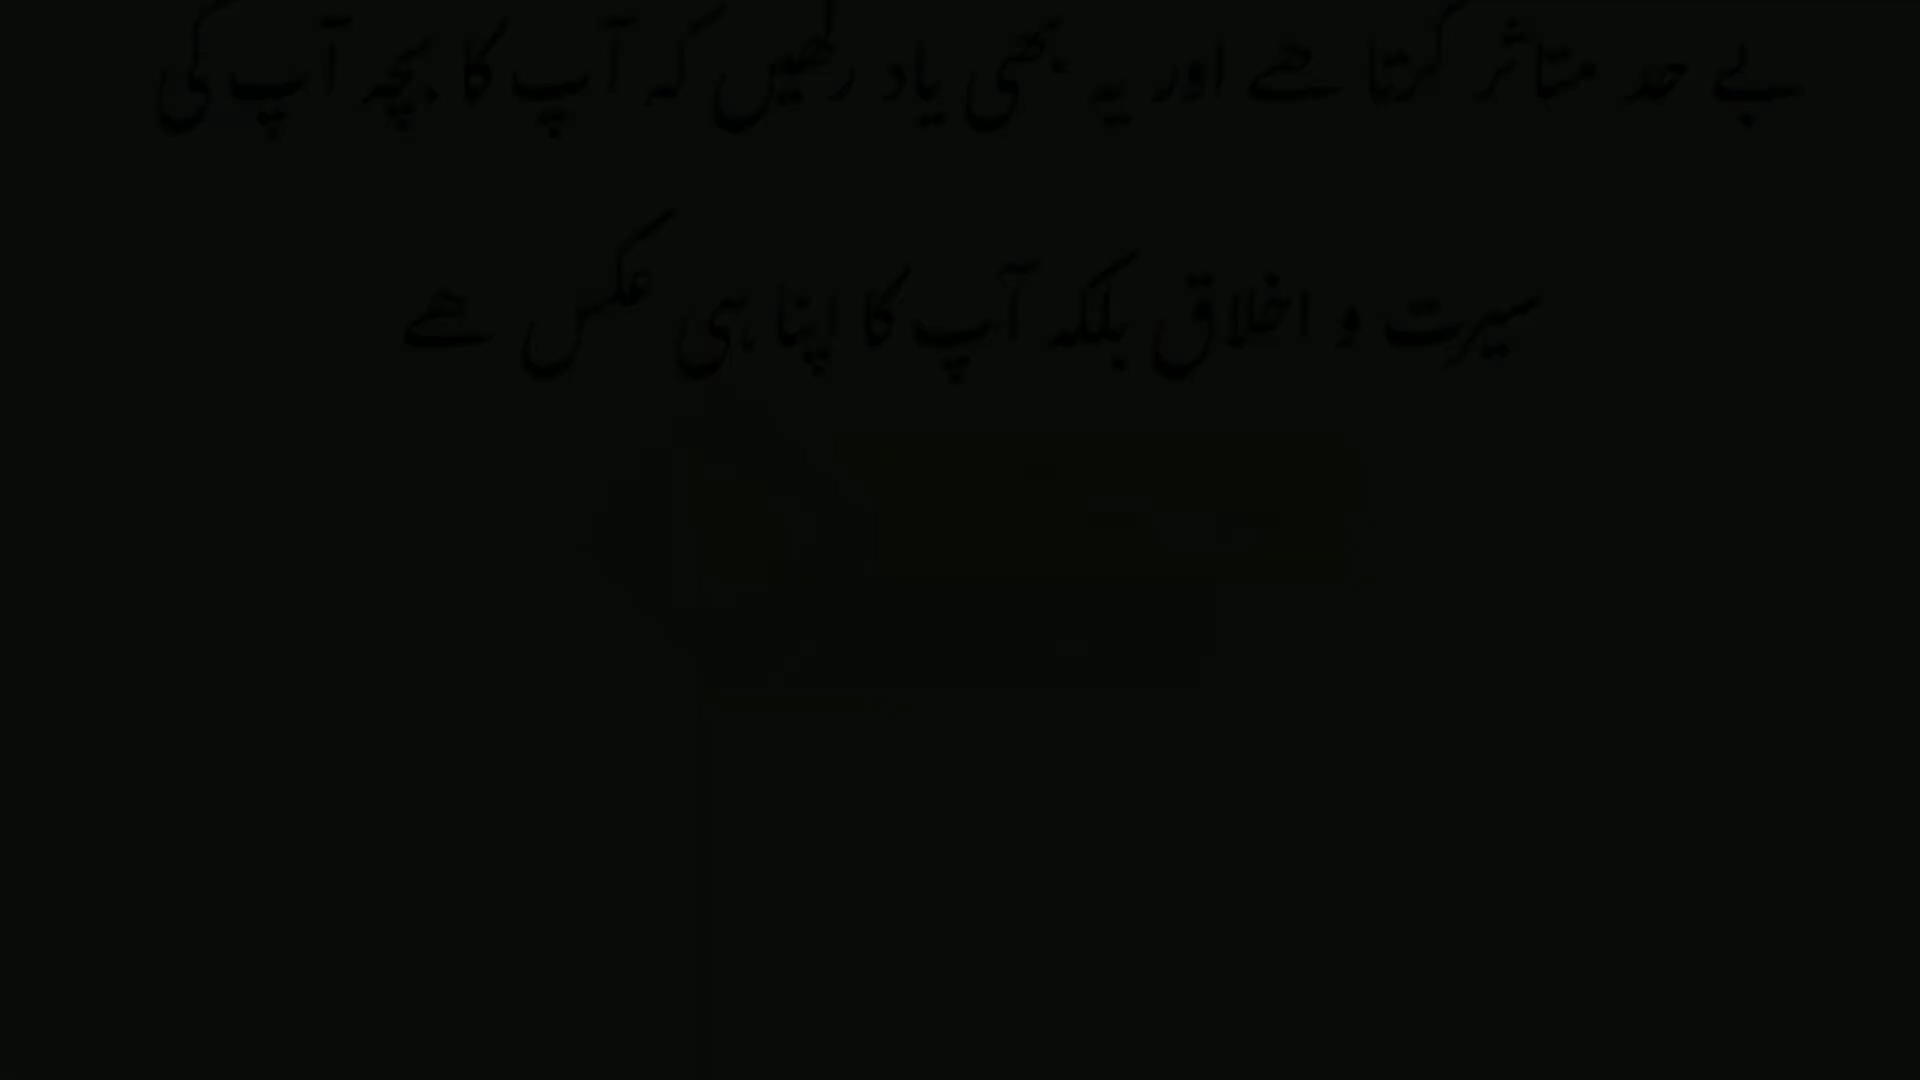 بے حد متاثر کرتا ہے اور یہ بھی یاد رکھیں کہ آپ کا بچہ آپ کی
سیرت و اخلاق بلکہ آپ کا اپنا ہی عکس ہے